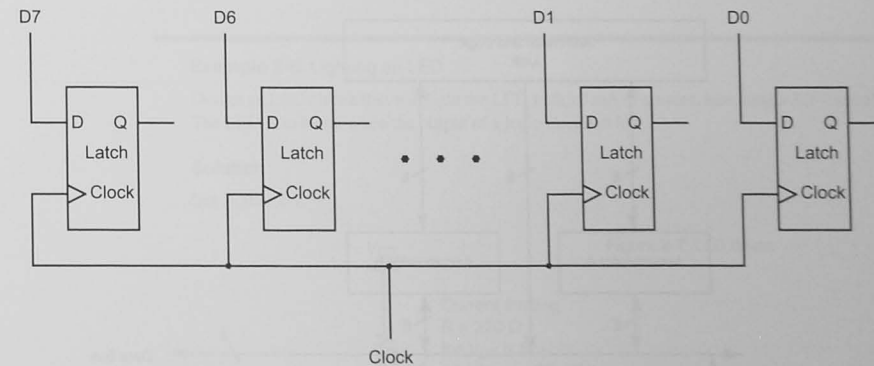 D7 D6 D1 D0
D Q D Q D Q D Q
Latch Latch Latch Latch
Clock Clock Clock Clock
Clock